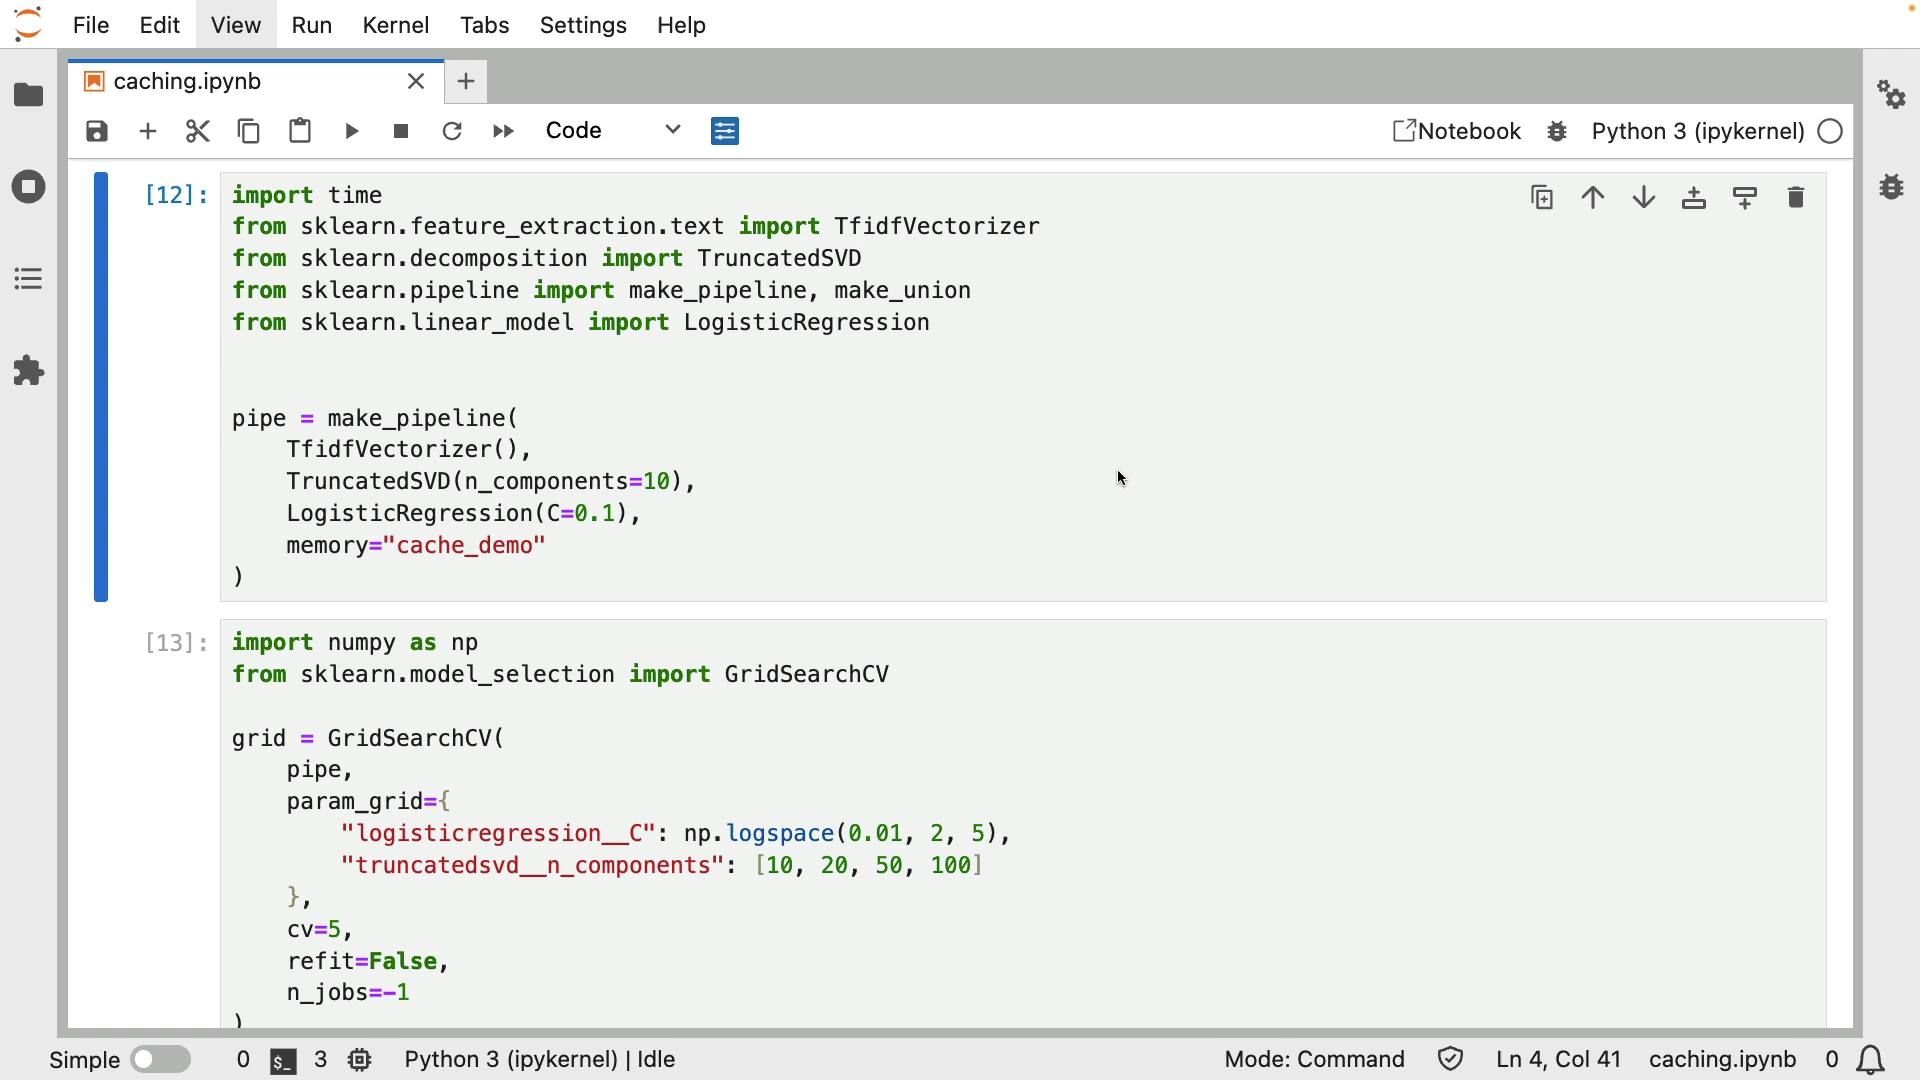 File Edit View Run Kernel Tabs Settings Help
caching.ipynb
Code
Notebook
Python 3 (ipykernel)
[12]:
import time
from sklearn.feature_extraction.text import TfidfVectorizer
from sklearn.decomposition import TruncatedSVD
from sklearn.pipeline import make_pipeline, make_union
from sklearn.linear_model import LogisticRegression
pipe = make_pipeline(
    TfidfVectorizer(),
    TruncatedSVD(n_components=10),
    LogisticRegression(C=0.1),
    memory="cache_demo"
)
[13]:
import numpy as np
from sklearn.model_selection import GridSearchCV
grid = GridSearchCV(
    pipe,
    param_grid={
        "logisticregression__C": np.logspace(0.01, 2, 5),
        "truncatedsvd__n_components": [10, 20, 50, 100]
    },
    cv=5,
    refit=False,
    n_jobs=-1
)
Simple 0 $_ 3 Python 3 (ipykernel) | Idle Mode: Command Ln 4, Col 41 caching.ipynb 0